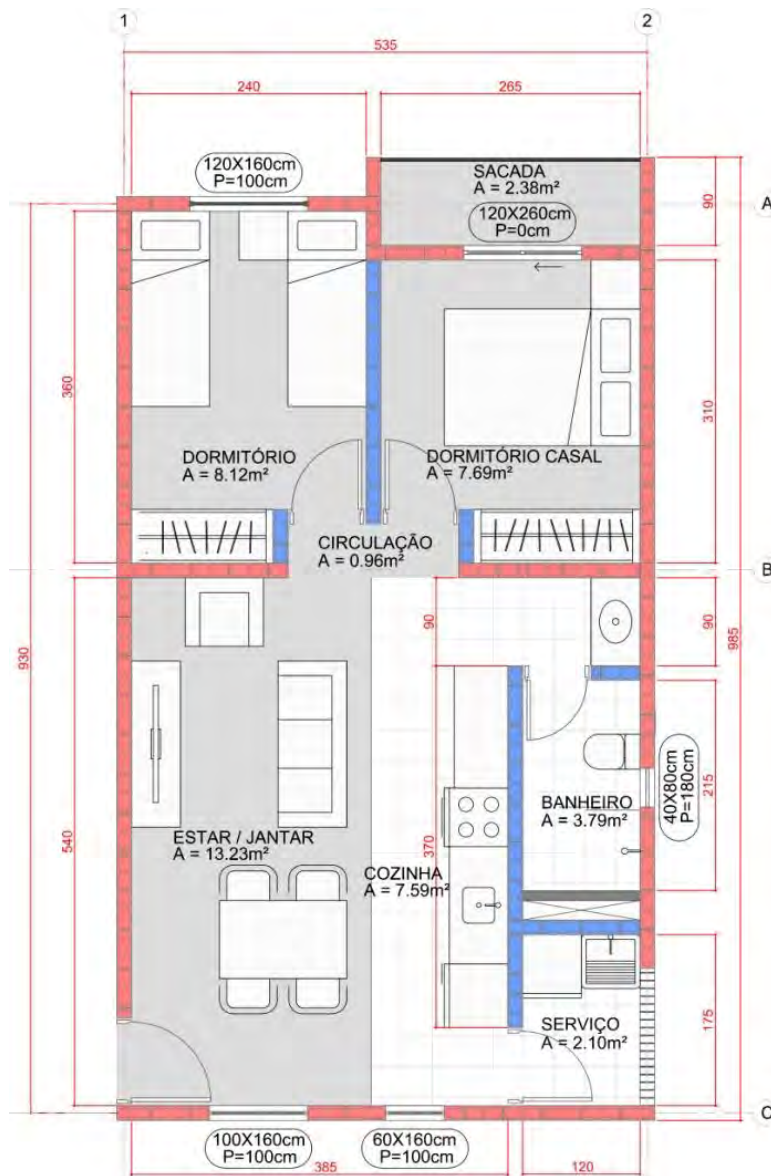 1
2
535
240
265
120X160cm
P=100cm
SACADA
A = 2.38m²
90
A
120X260cm
P=0cm
360
310
DORMITÓRIO
A = 8.12m²
DORMITÓRIO CASAL
A = 7.69m²
CIRCULAÇÃO
A = 0.96m²
B
90
90
930
985
540
370
215
40X80cm
P=180cm
BANHEIRO
A = 3.79m²
ESTAR / JANTAR
A = 13.23m²
COZINHA
A = 7.59m²
SERVIÇO
A = 2.10m²
175
C
100X160cm
P=100cm
60X160cm
P=100cm
385
120